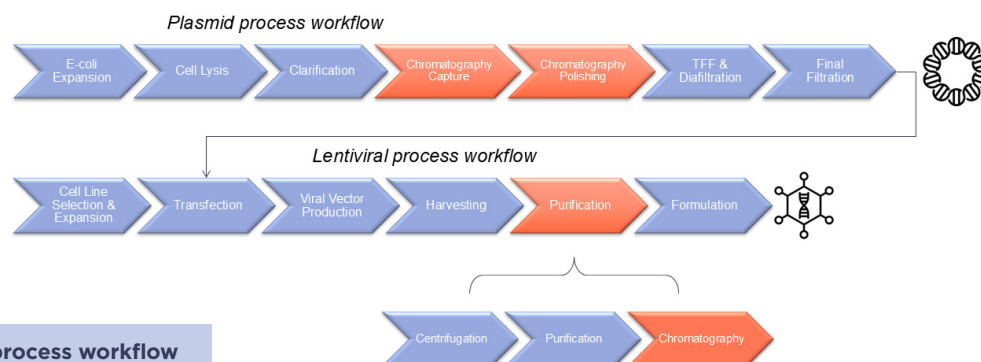 Plasmid process workflow
E-coli
Expansion
Cell Lysis
Clarification
Chromatography
Capture
Chromatography
Polishing
TFF &
Diafiltration
Final
Filtration
Lentiviral process workflow
Cell Line
Selection &
Expansion
Transfection
Viral Vector
Production
Harvesting
Purification
Formulation
Centrifugation
Purification
Chromatography
process workflow